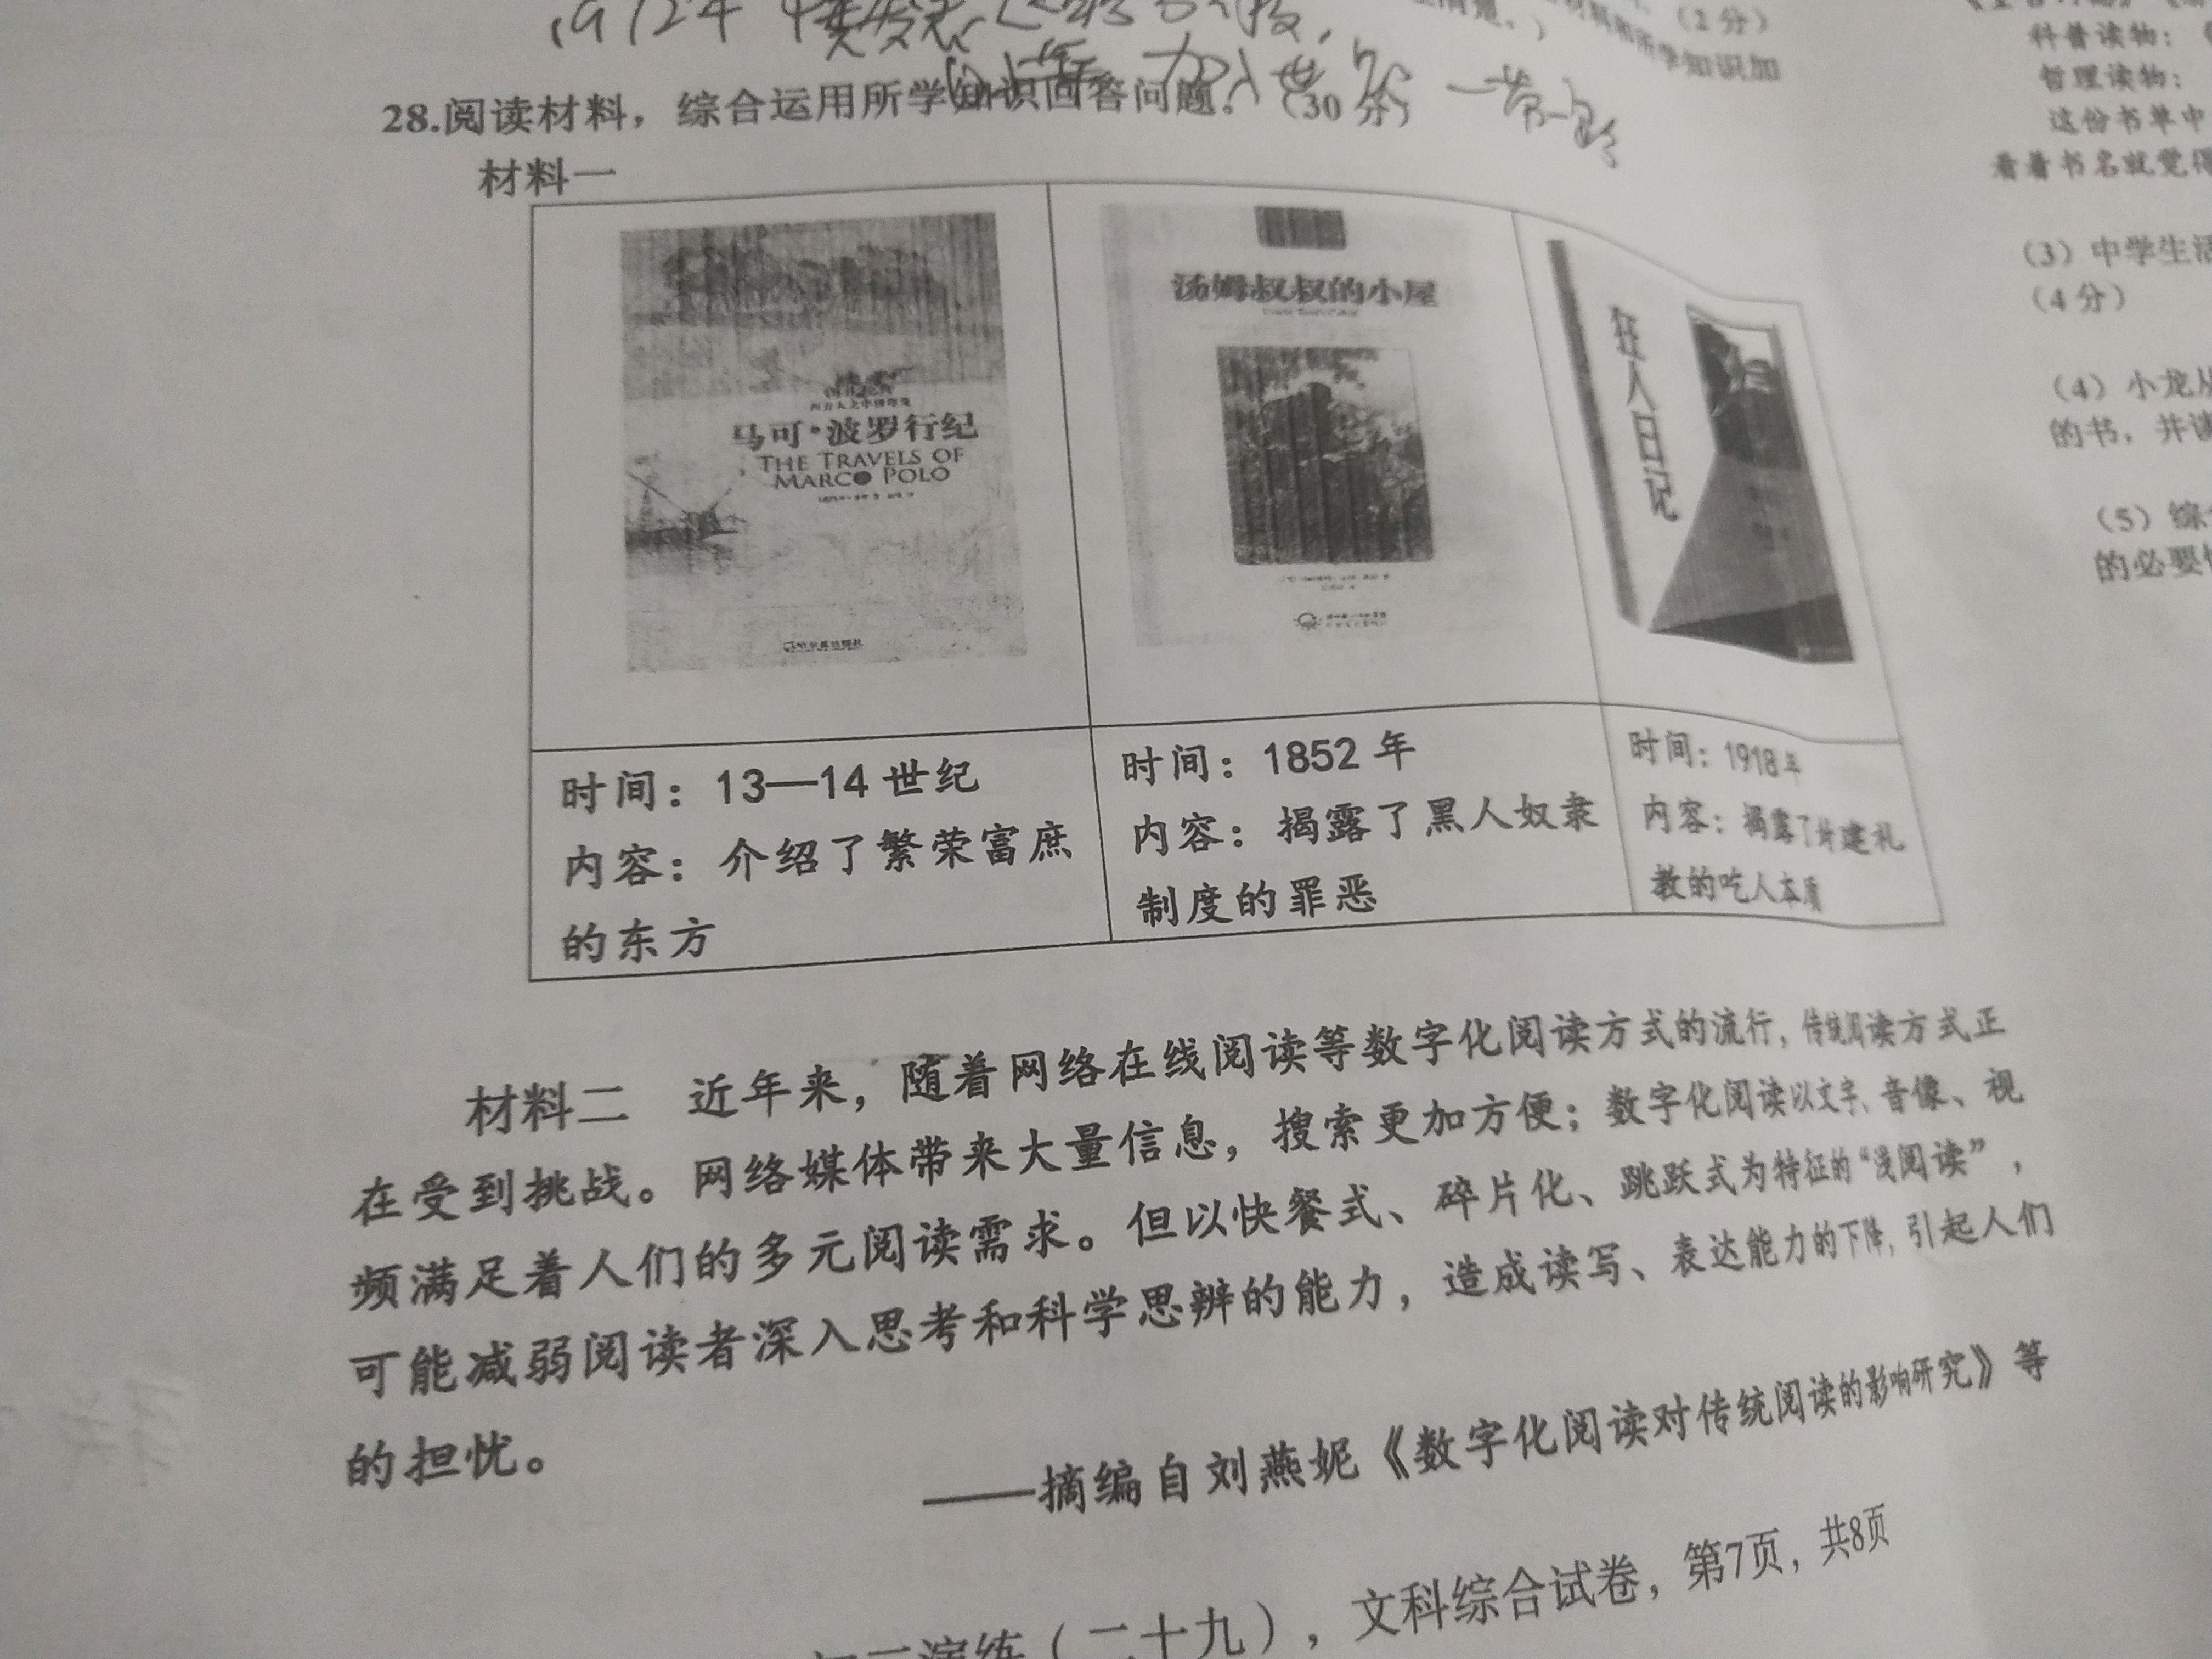 (2分)
28.阅读材料，综合运用所学知识回答问题。（30分）
一带一路
材料一
马可·波罗行纪
THE TRAVELS OF
MARCO POLO
汤姆叔叔的小屋
狂人日记
时间：13—14世纪
内容：介绍了繁荣富庶
的东方
时间：1852年
内容：揭露了黑人奴隶
制度的罪恶
时间：1918年
内容：揭露了封建礼
教的吃人本质
材料二 近年来，随着网络在线阅读等数字化阅读方式的流行，传统阅读方式正
在受到挑战。网络媒体带来大量信息，搜索更加方便；数字化阅读以文字、音像、视
频满足着人们的多元阅读需求。但以快餐式、碎片化、跳跃式为特征的“浅阅读”，
可能减弱阅读者深入思考和科学思辨的能力，造成读写、表达能力的下降，引起人们
的担忧。
——摘编自刘燕妮《数字化阅读对传统阅读的影响研究》等
演练（二十九），文科综合试卷，第7页，共8页
科普读物：
哲理读物：
这份书单中
看着书名就觉得
（3）中学生活
（4分）
（4）小龙从
的书，并
（5）综
的必要